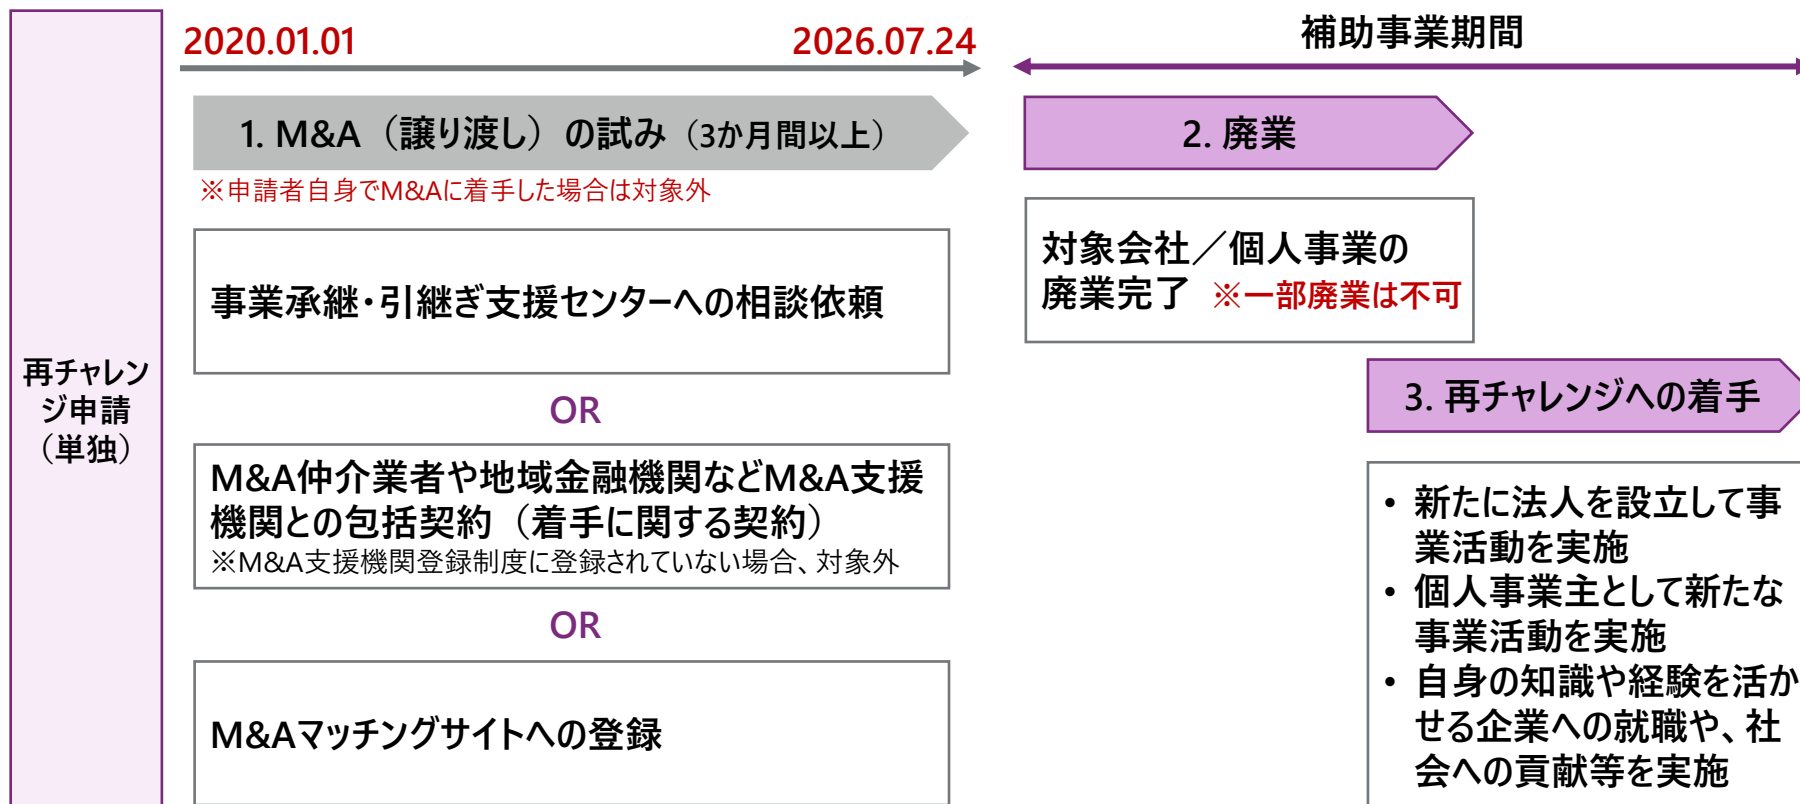 再チャレン
ジ申請
（単独）
2020.01.01
2026.07.24
1. M&A（譲り渡し）の試み（3か月間以上）
※申請者自身でM&Aに着手した場合は対象外
事業承継・引継ぎ支援センターへの相談依頼
OR
M&A仲介業者や地域金融機関などM&A支援
機関との包括契約（着手に関する契約）
※M&A支援機関登録制度に登録されていない場合、対象外
OR
M&Aマッチングサイトへの登録
補助事業期間
2. 廃業
対象会社／個人事業の
廃業完了 ※一部廃業は不可
3. 再チャレンジへの着手
• 新たに法人を設立して事
業活動を実施
• 個人事業主として新たな
事業活動を実施
• 自身の知識や経験を活か
せる企業への就職や、社
会への貢献等を実施